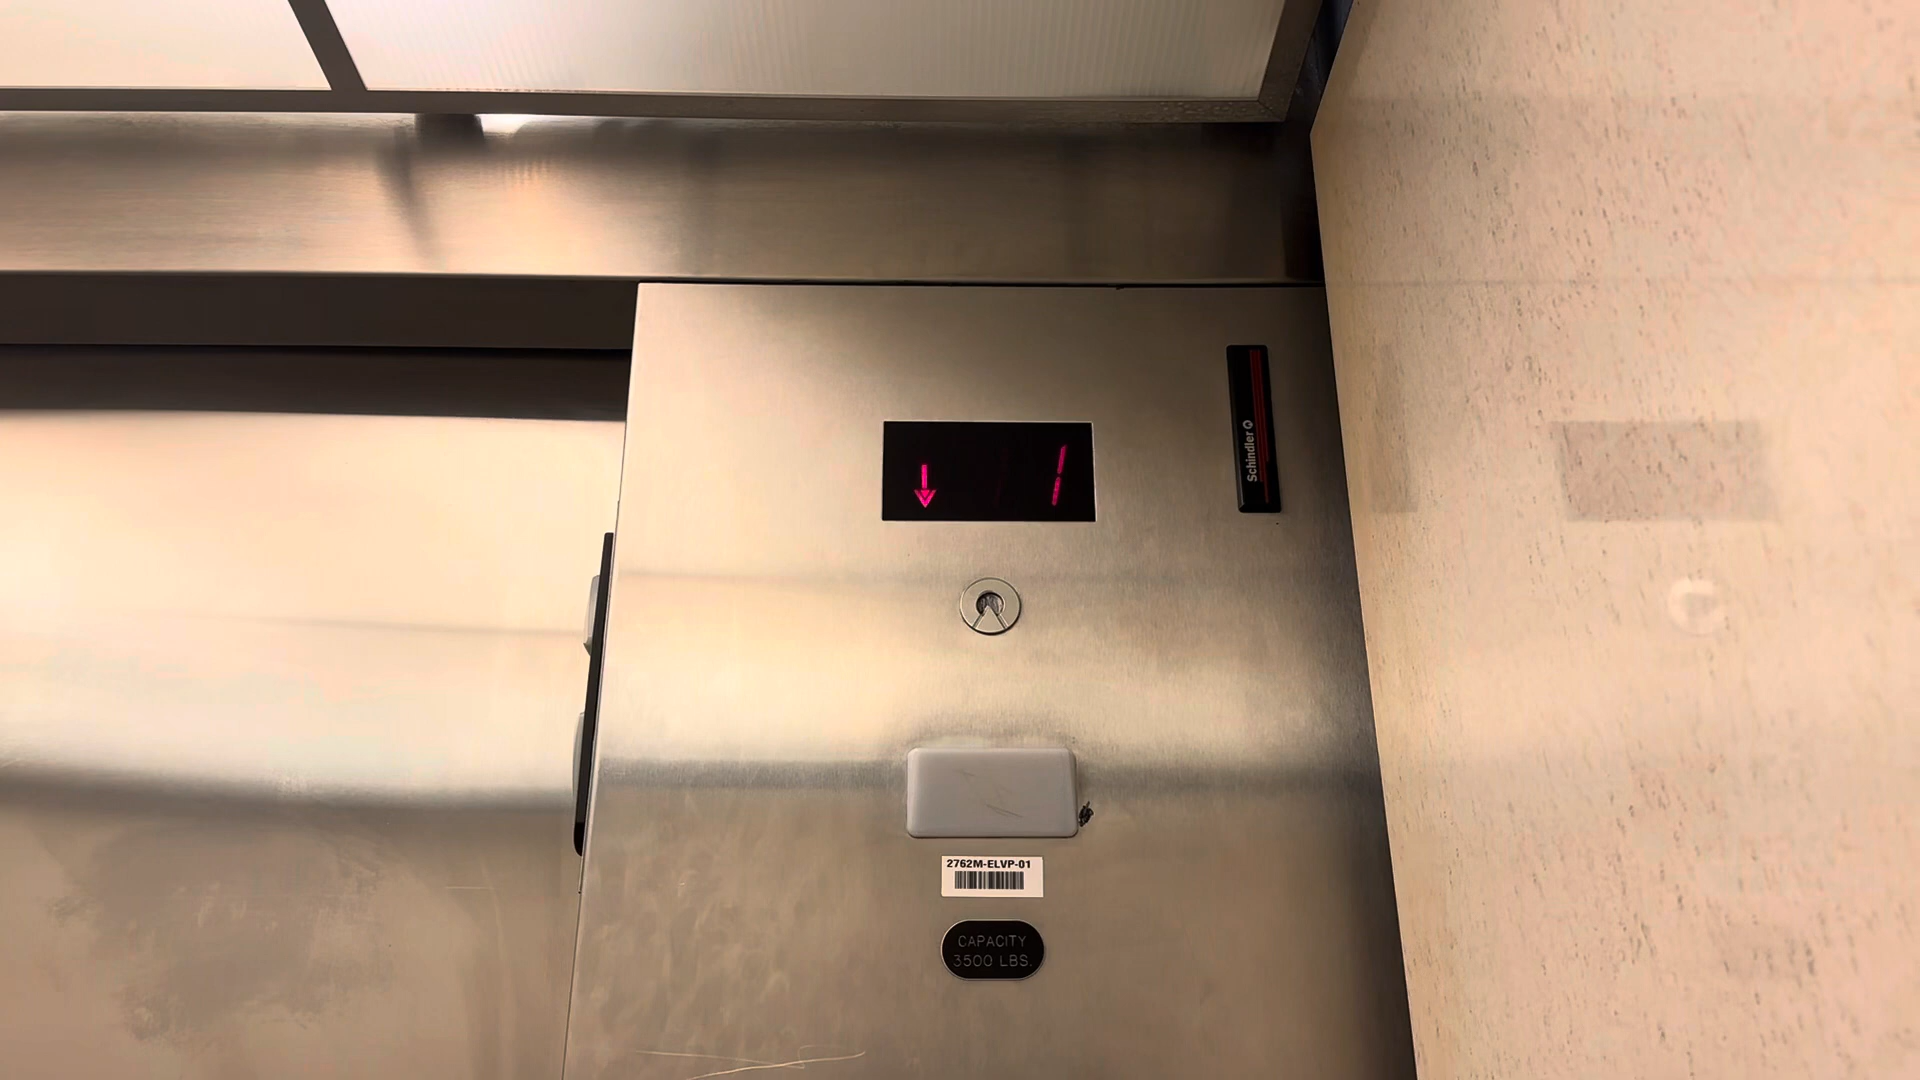 ↓ 1
Schindler
2762M-ELVP-01
CAPACITY
3500 LBS.